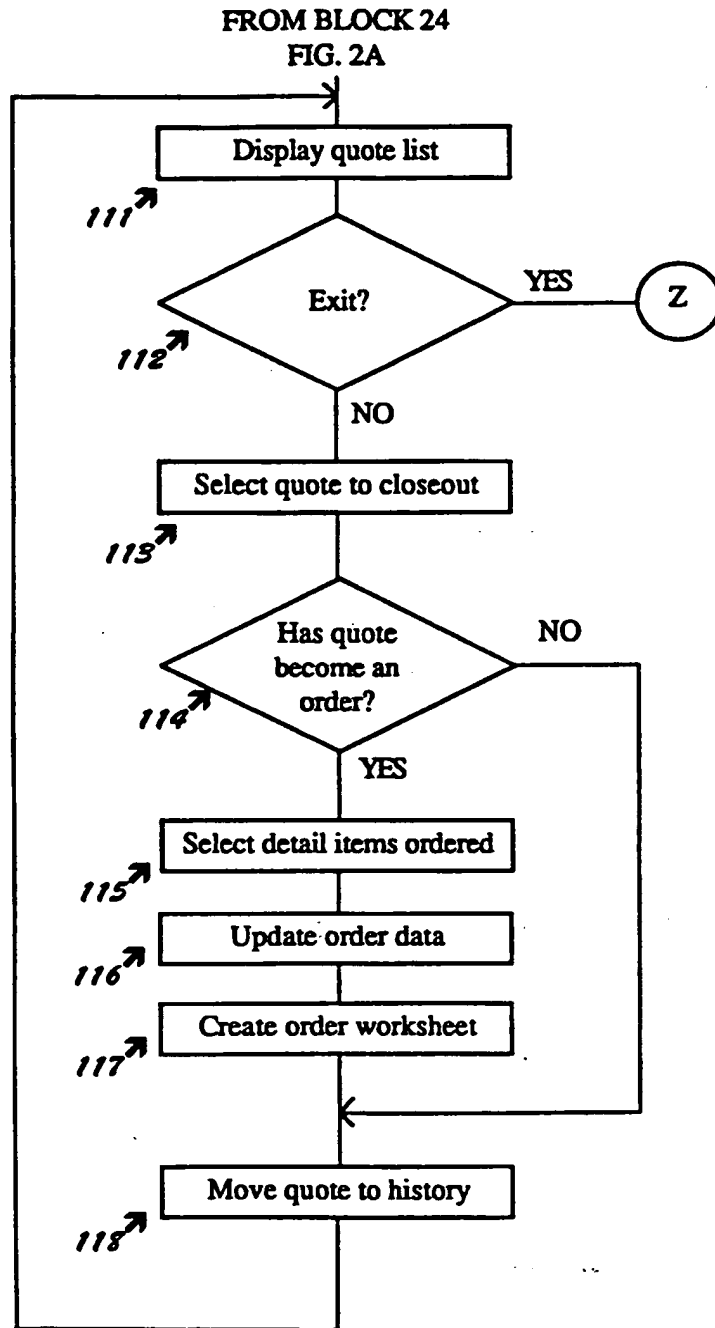 FROM BLOCK 24
FIG. 2A
Display quote list
111
Exit?
YES
Z
112
NO
Select quote to closeout
113
Has quote
become an
order?
NO
114
YES
Select detail items ordered
115
Update order data
116
Create order worksheet
117
Move quote to history
118